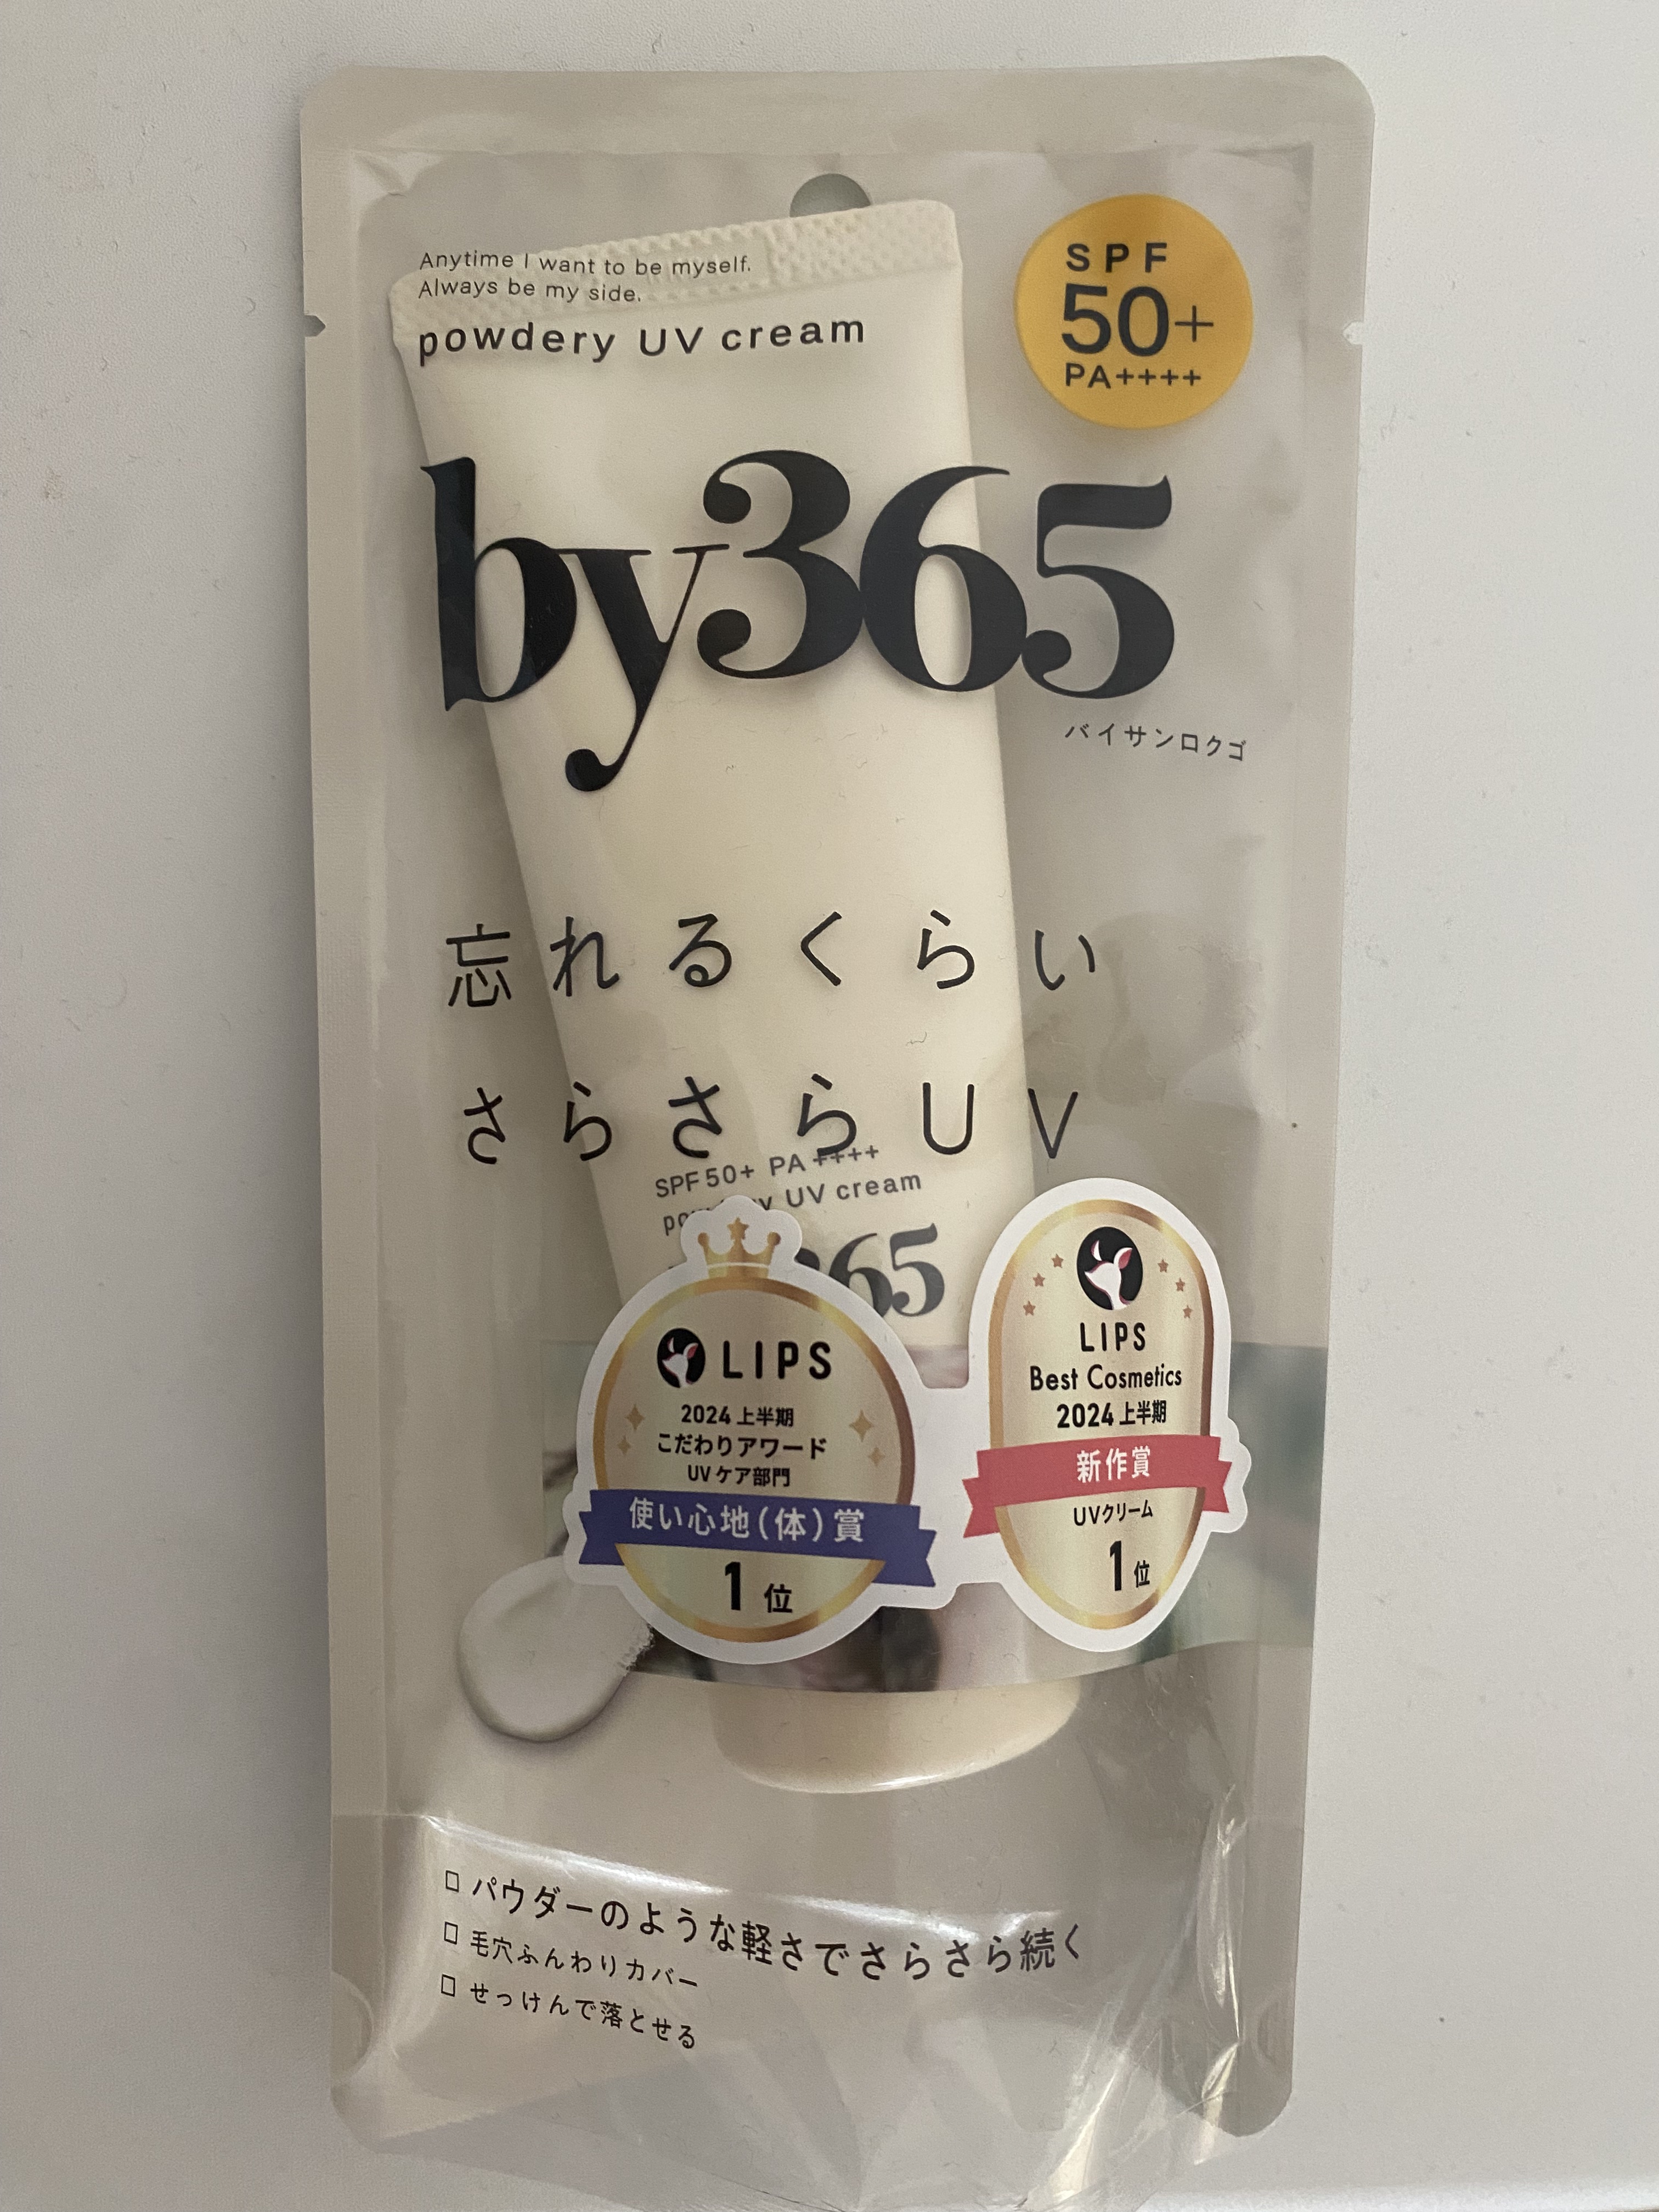 Anytime I want to be myself.
Always be my side.
powdery UV cream
SPF
50+
PA++++
by365
バイサンロクゴ
忘れるくらい
さらさらUV
SPF50+ PA++++
UV cream
365
LIPS
2024 上半期
こだわりアワード
UVケア部門
使い心地(体)賞
1位
LIPS
Best Cosmetics
2024 上半期
新作賞
UVクリーム
1位
□ パウダーのような軽さでさらさら続く
□ 毛穴ふんわりカバー
□ せっけんで落とせる